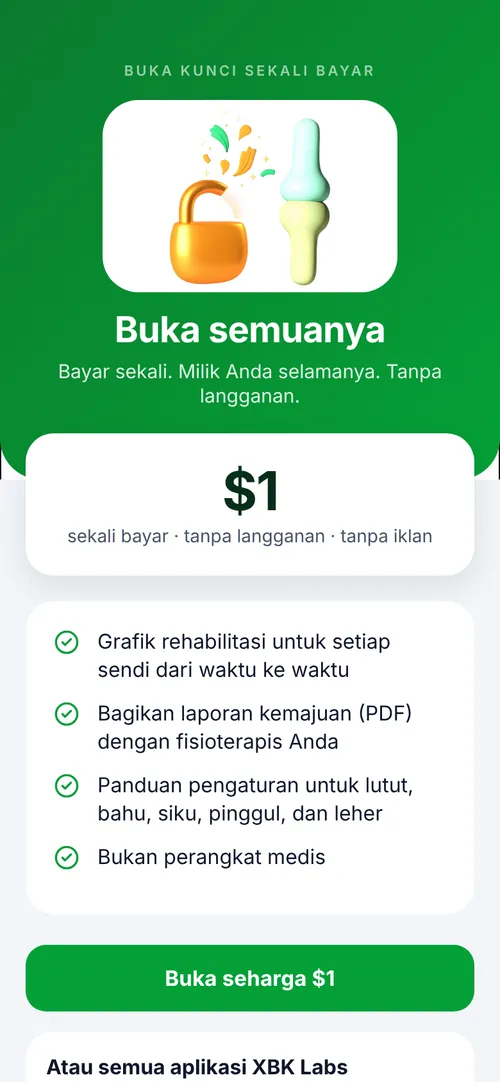 BUKA KUNCI SEKALI BAYAR
Buka semuanya
Bayar sekali. Milik Anda selamanya. Tanpa
langganan.
$1
sekali bayar · tanpa langganan · tanpa iklan
Grafik rehabilitasi untuk setiap
sendi dari waktu ke waktu
Bagikan laporan kemajuan (PDF)
dengan fisioterapis Anda
Panduan pengaturan untuk lutut,
bahu, siku, pinggul, dan leher
Bukan perangkat medis
Buka seharga $1
Atau semua aplikasi XBK Labs